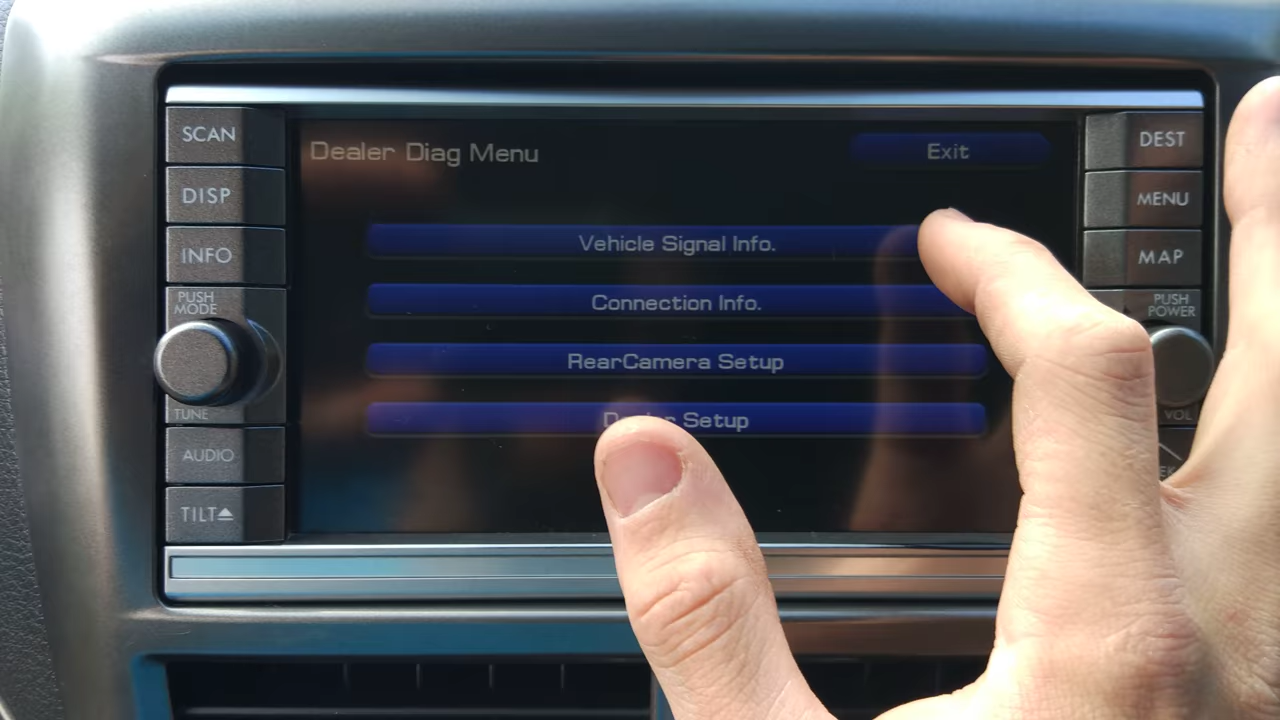 SCAN
DISP
INFO
PUSH
MODE
TUNE
AUDIO
TILT
Dealer Diag Menu
Exit
Vehicle Signal Info.
Connection Info.
RearCamera Setup
Setup
DEST
MENU
MAP
PUSH
POWER
VOL